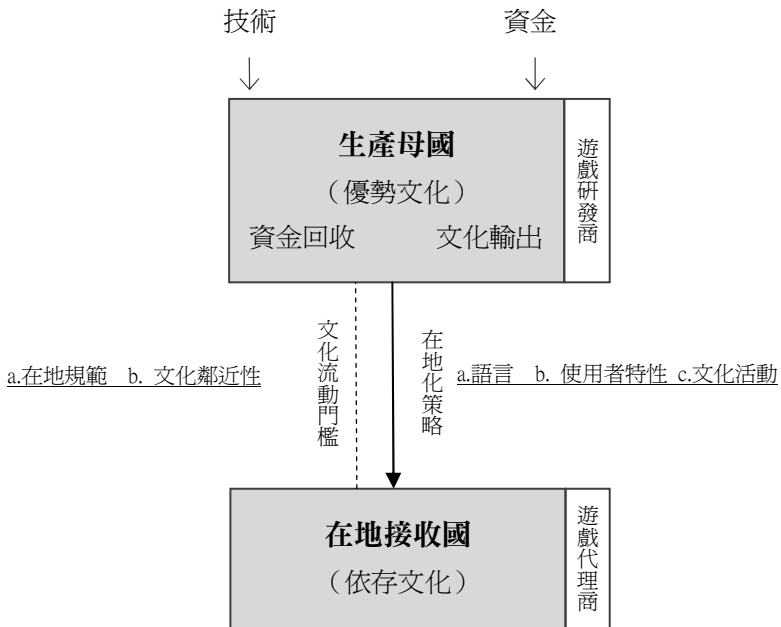 技術 資金
生產母國
（優勢文化）
資金回收 文化輸出
遊戲研發商
文化流動門檻
在地化策略
a.在地規範 b. 文化鄰近性
a.語言 b. 使用者特性 c.文化活動
在地接收國
（依存文化）
遊戲代理商